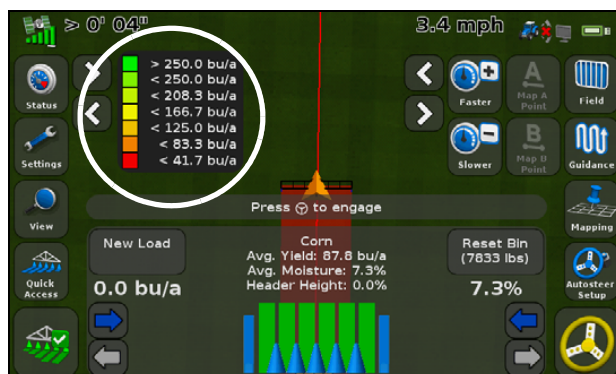 > 0' 04"
3.4 mph
Status
Settings
View
Quick
Access
> 250.0 bu/a
< 250.0 bu/a
< 208.3 bu/a
< 166.7 bu/a
< 125.0 bu/a
< 83.3 bu/a
< 41.7 bu/a
Faster
Slower
A
Map A
Point
B
Map B
Point
Field
Guidance
Mapping
Autosteer
Setup
Press to engage
New Load
0.0 bu/a
Corn
Avg. Yield: 87.8 bu/a
Avg. Moisture: 7.3%
Header Height: 0.0%
Reset Bin
(7833 lbs)
7.3%